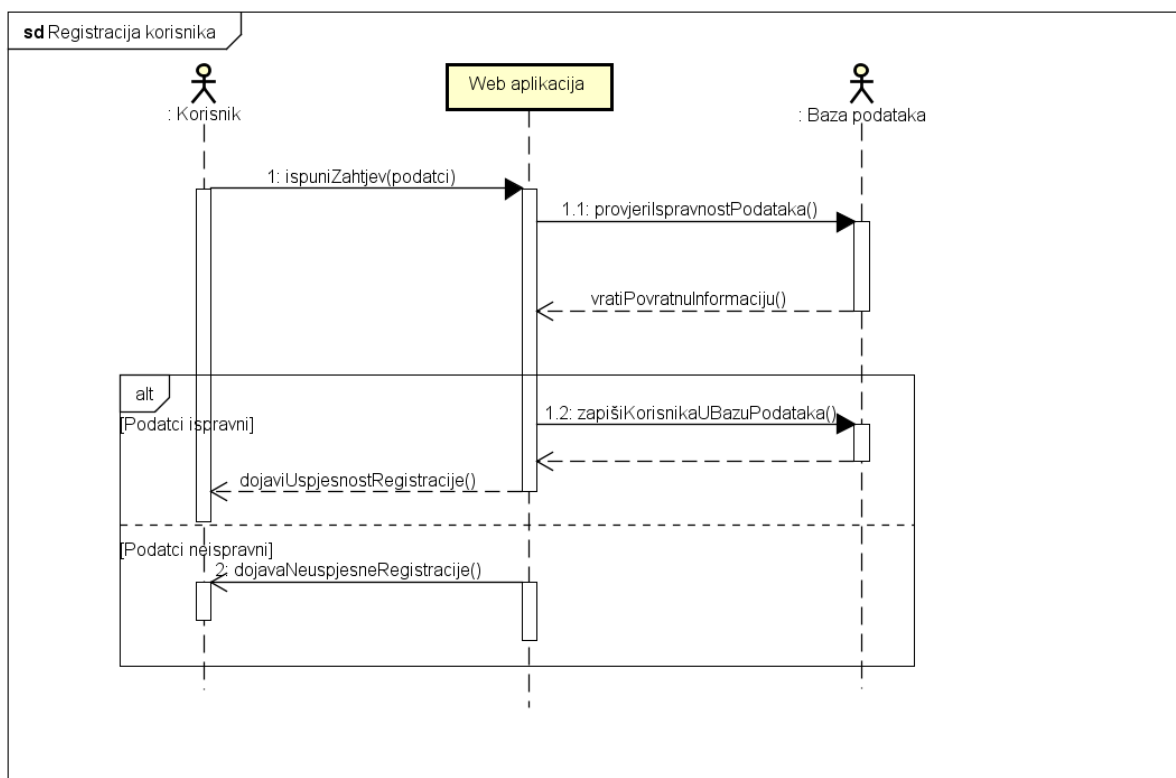 sd Registracija korisnika
: Korisnik
Web aplikacija
: Baza podataka
1: ispuniZahtjev(podatci)
1.1: provjeriIspravnostPodataka()
vratiPovratnuInformaciju()
alt
[Podatci ispravni]
1.2: zapišiKorisnikaUBazuPodataka()
dojaviUspjesnostRegistracije()
[Podatci neispravni]
2: dojavaNeuspjesneRegistracije()